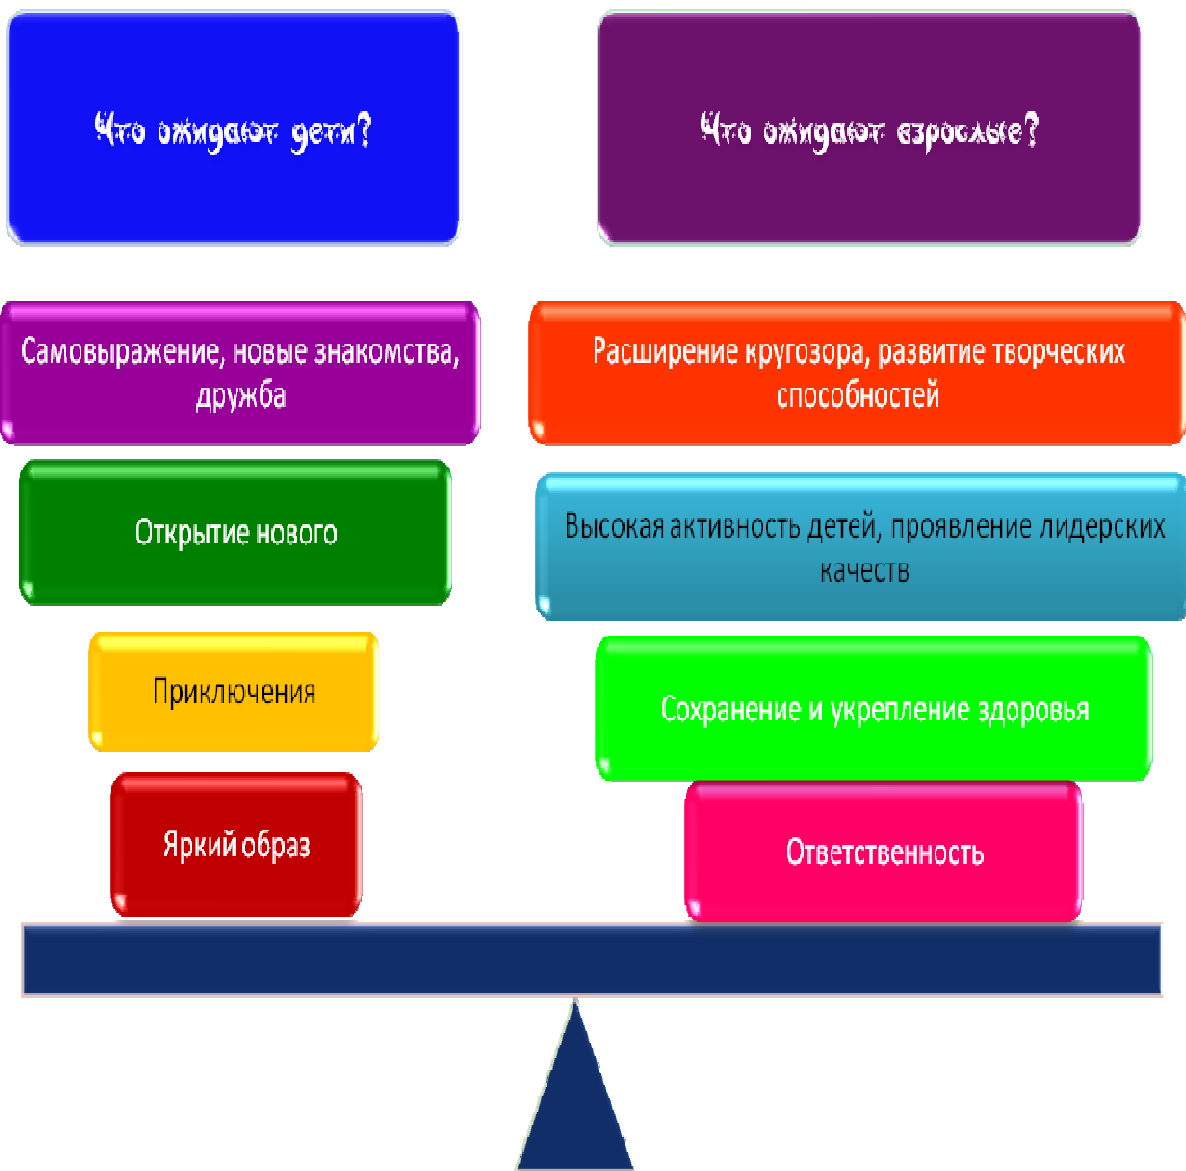 Что ожидают дети?
Самовыражение, новые знакомства,
дружба
Открытие нового
Приключения
Яркий образ
Что ожидают взрослые?
Расширение кругозора, развитие творческих
способностей
Высокая активность детей, проявление лидерских
качеств
Сохранение и укрепление здоровья
Ответственность